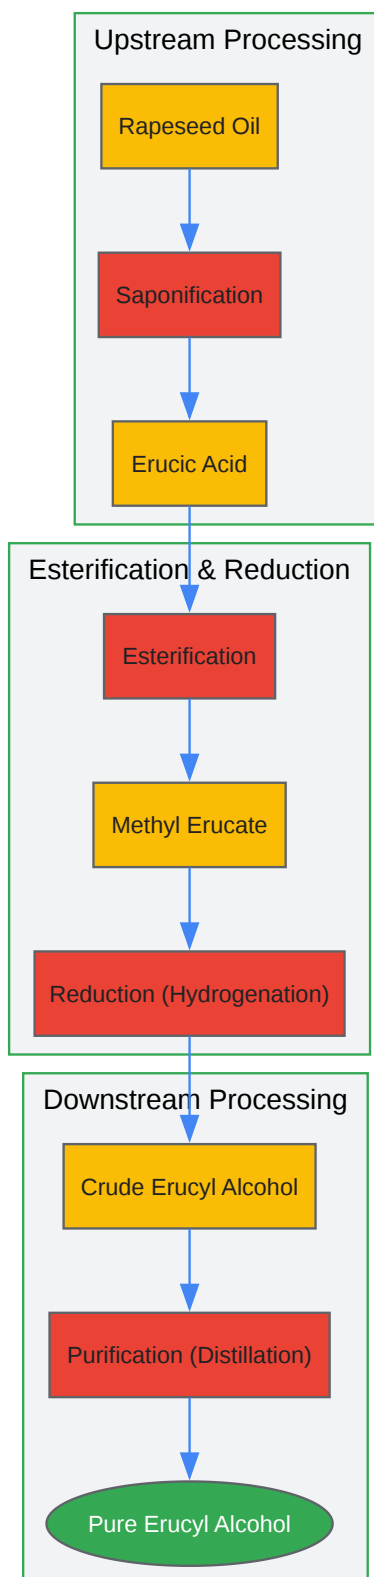 Upstream Processing
Rapeseed Oil
Saponification
Erucic Acid
Esterification & Reduction
Esterification
Methyl Erucate
Reduction (Hydrogenation)
Downstream Processing
Crude Erucyl Alcohol
Purification (Distillation)
Pure Erucyl Alcohol